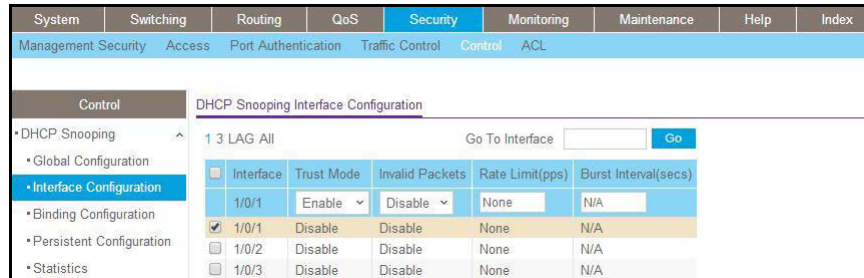 System Switching Routing QoS Security Monitoring Maintenance Help Index
Management Security Access Port Authentication Traffic Control Control ACL
Control
DHCP Snooping
Global Configuration
Interface Configuration
Binding Configuration
Persistent Configuration
Statistics
DHCP Snooping Interface Configuration
1 3 LAG All Go To Interface Go
Interface Trust Mode Invalid Packets Rate Limit(pps) Burst Interval(secs)
1/0/1 Enable Disable None N/A
1/0/1 Disable Disable None N/A
1/0/2 Disable Disable None N/A
1/0/3 Disable Disable None N/A